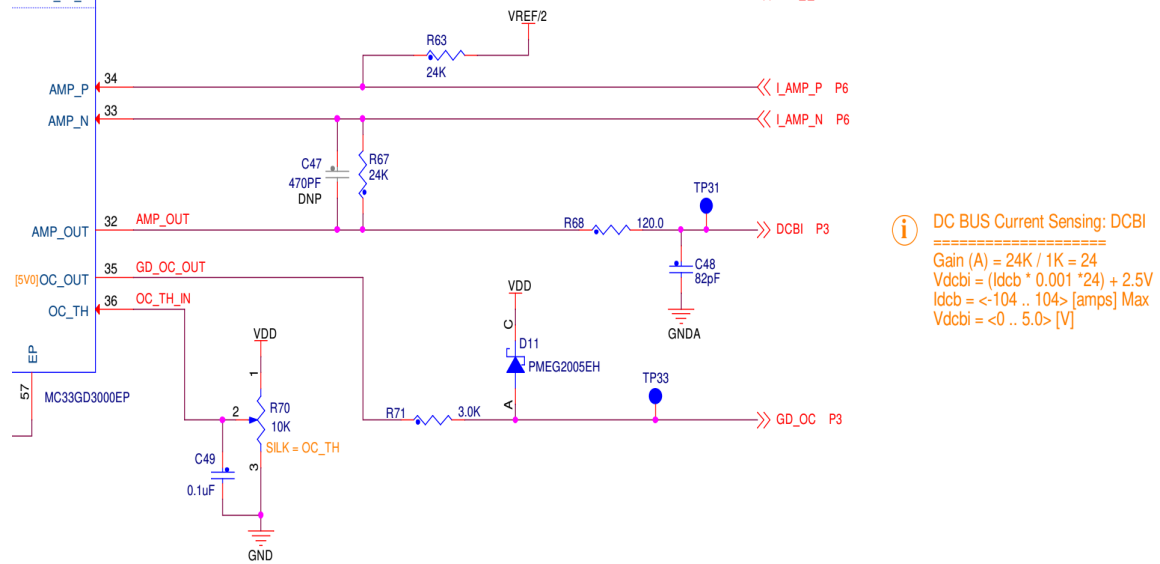 VREF/2
R63
24K
34
AMP_P
I_AMP_P P6
33
AMP_N
I_AMP_N P6
C47
470PF
DNP
R67
24K
TP31
32
AMP_OUT
AMP_OUT
R68
120.0
DCBI P3
C48
82pF
GNDA
DC BUS Current Sensing: DCBI
====================
Gain (A) = 24K / 1K = 24
Vdcbi = (Idcb * 0.001 *24) + 2.5V
Idcb = <-104 .. 104> [amps] Max
Vdcbi = <0 .. 5.0> [V]
35
GD_OC_OUT
[5V0]OC_OUT
36
OC_TH_IN
OC_TH
VDD
C
D11
PMEG2005EH
A
VDD
1
EP
57
MC33GD3000EP
TP33
2
R70
10K
SILK = OC_TH
3
R71
3.0K
GD_OC P3
C49
0.1uF
GND
i